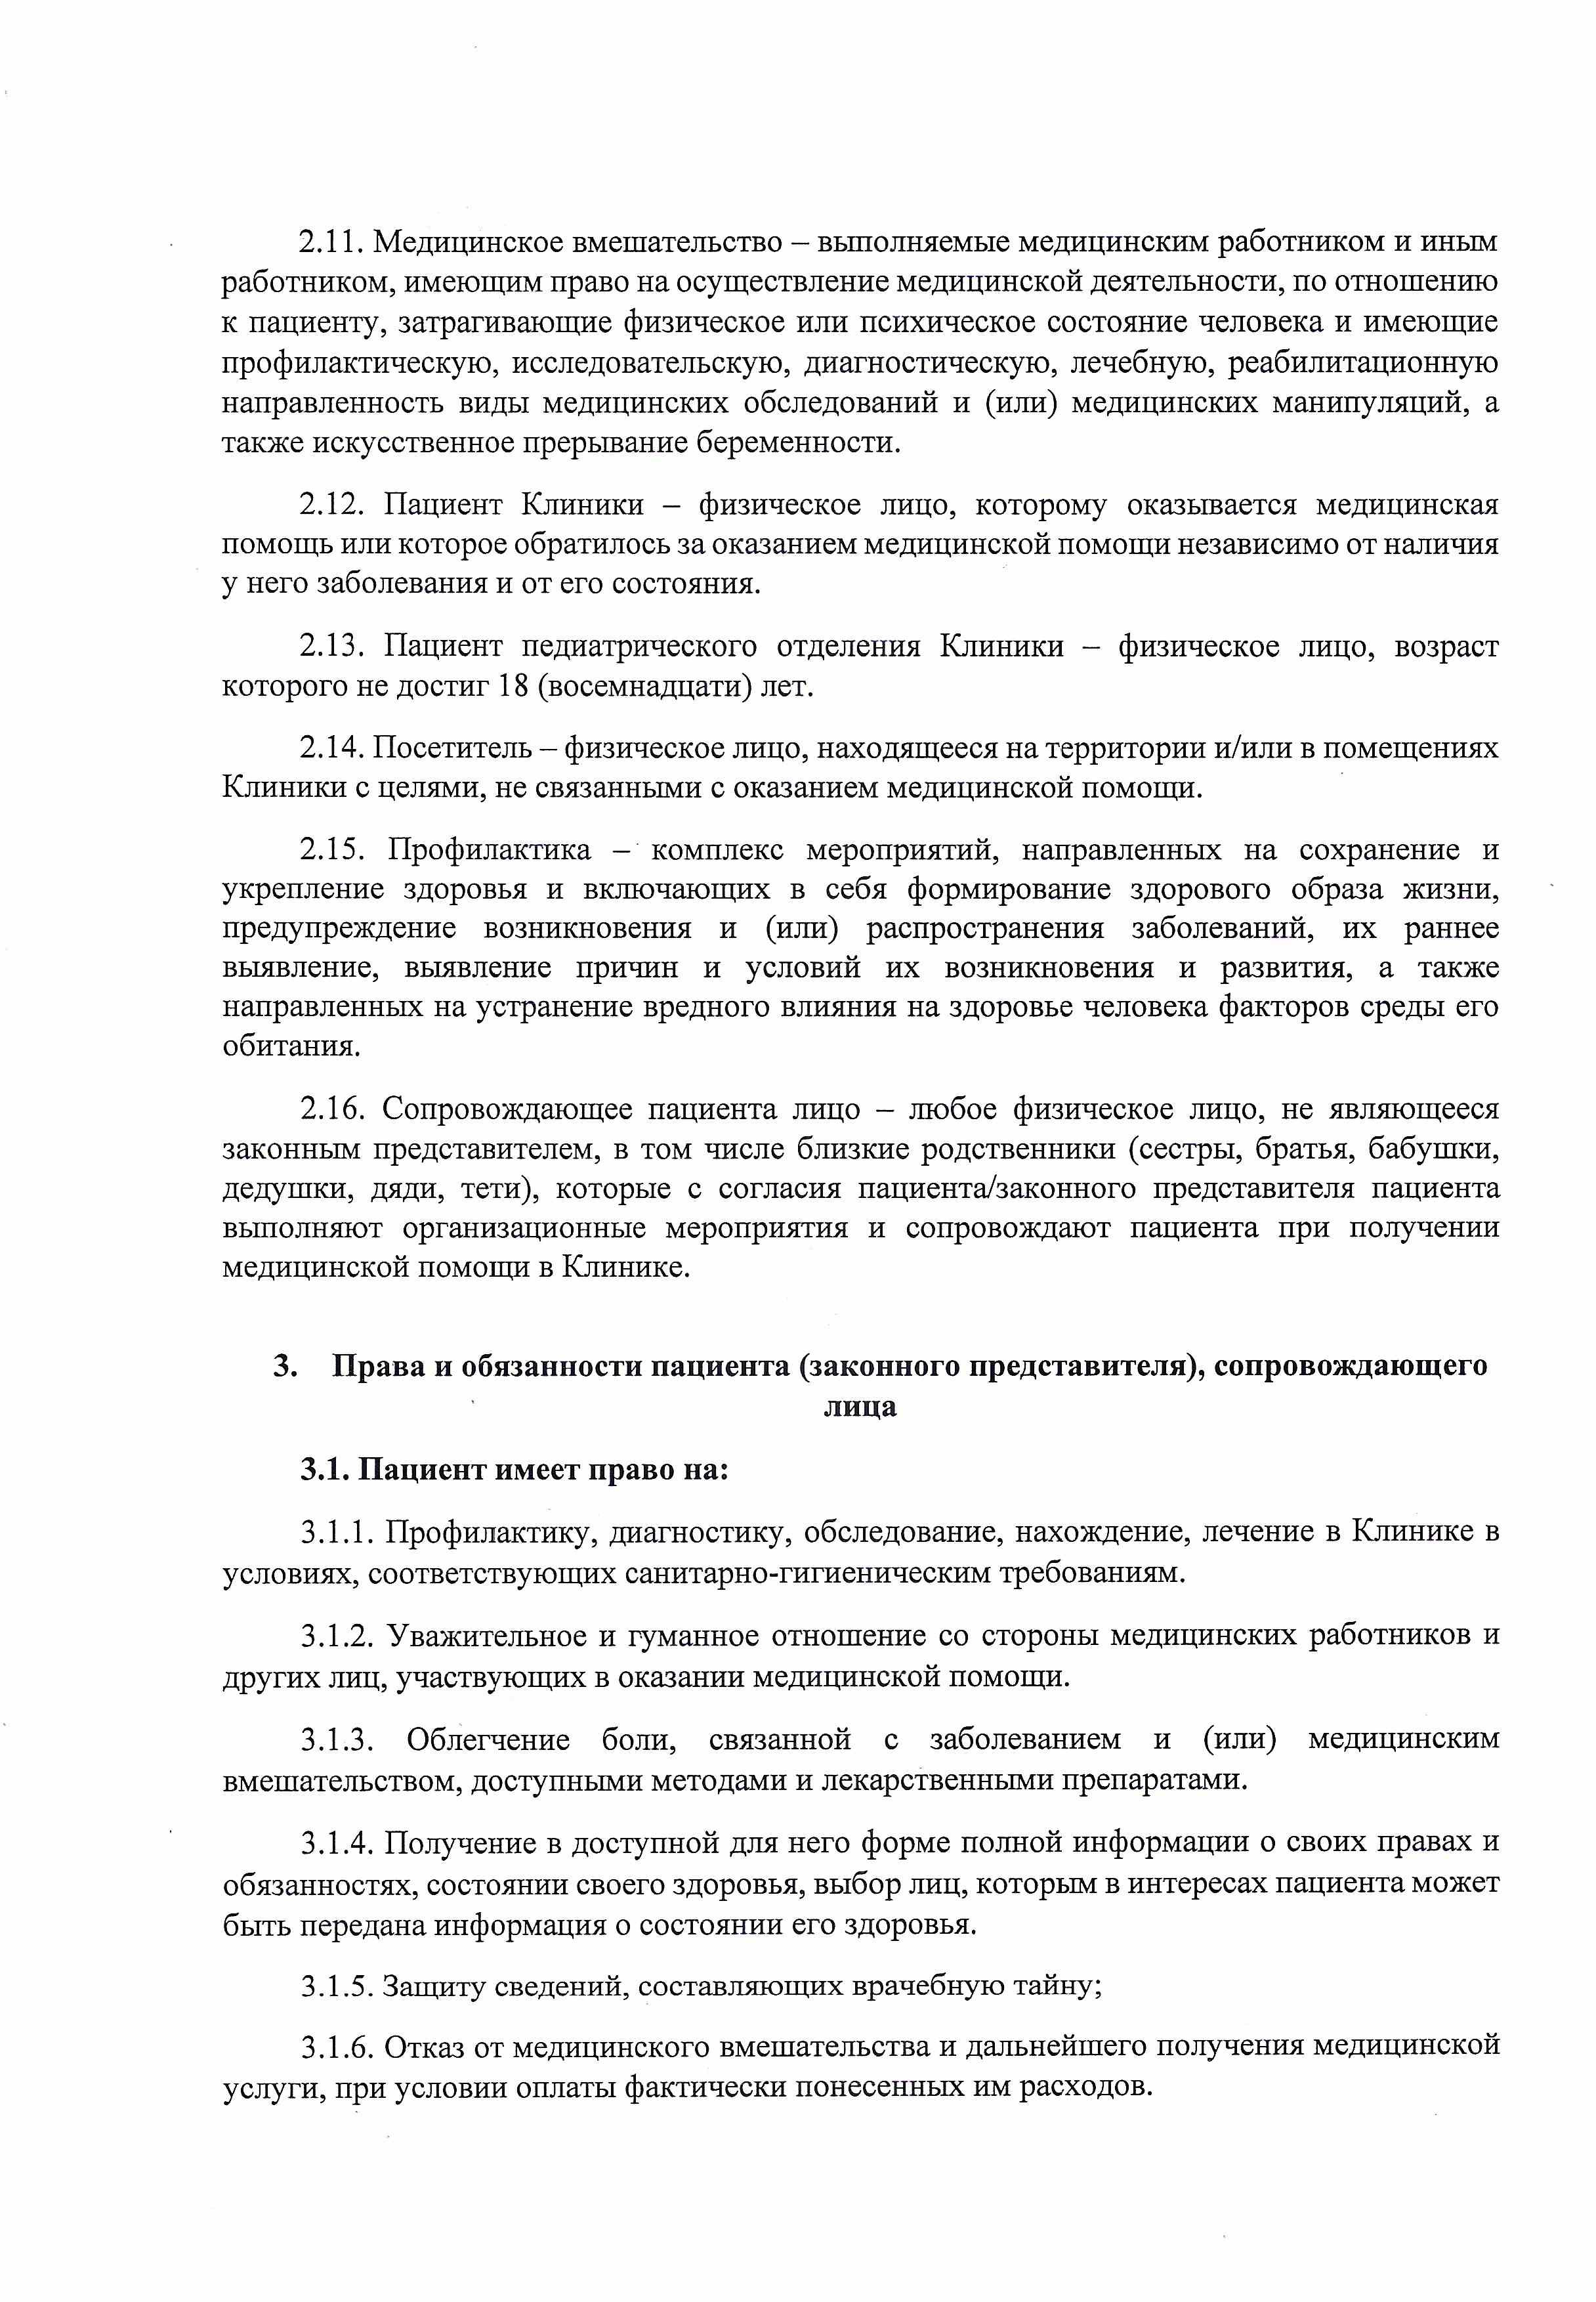 2.11. Медицинское вмешательство – выполняемые медицинским работником и иным
работником, имеющим право на осуществление медицинской деятельности, по отношению
к пациенту, затрагивающие физическое или психическое состояние человека и имеющие
профилактическую, исследовательскую, диагностическую, лечебную, реабилитационную
направленность виды медицинских обследований и (или) медицинских манипуляций, а
также искусственное прерывание беременности.
2.12. Пациент Клиники – физическое лицо, которому оказывается медицинская
помощь или которое обратилось за оказанием медицинской помощи независимо от наличия
у него заболевания и от его состояния.
2.13. Пациент педиатрического отделения Клиники – физическое лицо, возраст
которого не достиг 18 (восемнадцати) лет.
2.14. Посетитель – физическое лицо, находящееся на территории и/или в помещениях
Клиники с целями, не связанными с оказанием медицинской помощи.
2.15. Профилактика – комплекс мероприятий, направленных на сохранение и
укрепление здоровья и включающих в себя формирование здорового образа жизни,
предупреждение возникновения и (или) распространения заболеваний, их раннее
выявление, выявление причин и условий их возникновения и развития, а также
направленных на устранение вредного влияния на здоровье человека факторов среды его
обитания.
2.16. Сопровождающее пациента лицо – любое физическое лицо, не являющееся
законным представителем, в том числе близкие родственники (сестры, братья, бабушки,
дедушки, дяди, тети), которые с согласия пациента/законного представителя пациента
выполняют организационные мероприятия и сопровождают пациента при получении
медицинской помощи в Клинике.
3. Права и обязанности пациента (законного представителя), сопровождающего
лица
3.1. Пациент имеет право на:
3.1.1. Профилактику, диагностику, обследование, нахождение, лечение в Клинике в
условиях, соответствующих санитарно-гигиеническим требованиям.
3.1.2. Уважительное и гуманное отношение со стороны медицинских работников и
других лиц, участвующих в оказании медицинской помощи.
3.1.3. Облегчение боли, связанной с заболеванием и (или) медицинским
вмешательством, доступными методами и лекарственными препаратами.
3.1.4. Получение в доступной для него форме полной информации о своих правах и
обязанностях, состоянии своего здоровья, выбор лиц, которым в интересах пациента может
быть передана информация о состоянии его здоровья.
3.1.5. Защиту сведений, составляющих врачебную тайну;
3.1.6. Отказ от медицинского вмешательства и дальнейшего получения медицинской
услуги, при условии оплаты фактически понесенных им расходов.